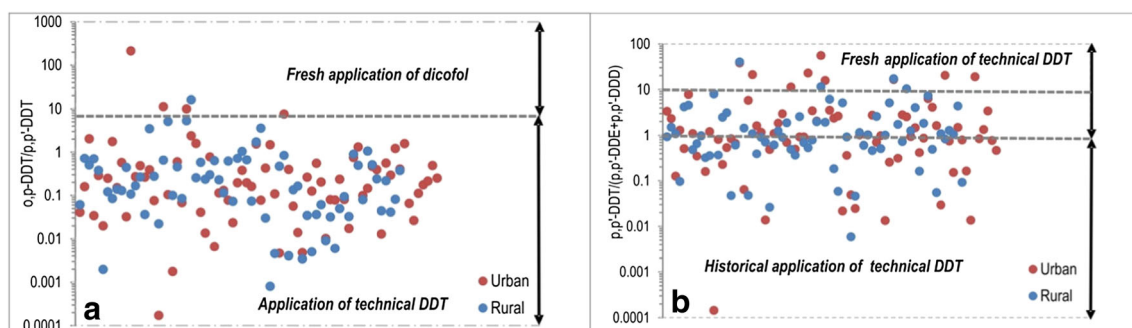 1000
100
10
1
0.1
0.01
0.001
0.0001
o,p-DDT/p,p'-DDT
Fresh application of dicofol
Application of technical DDT
Urban
Rural
a
100
10
1
0.1
0.01
0.001
0.0001
p,p'-DDT/(p,p'-DDE+p,p'-DDD)
Fresh application of technical DDT
Historical application of technical DDT
Urban
Rural
b